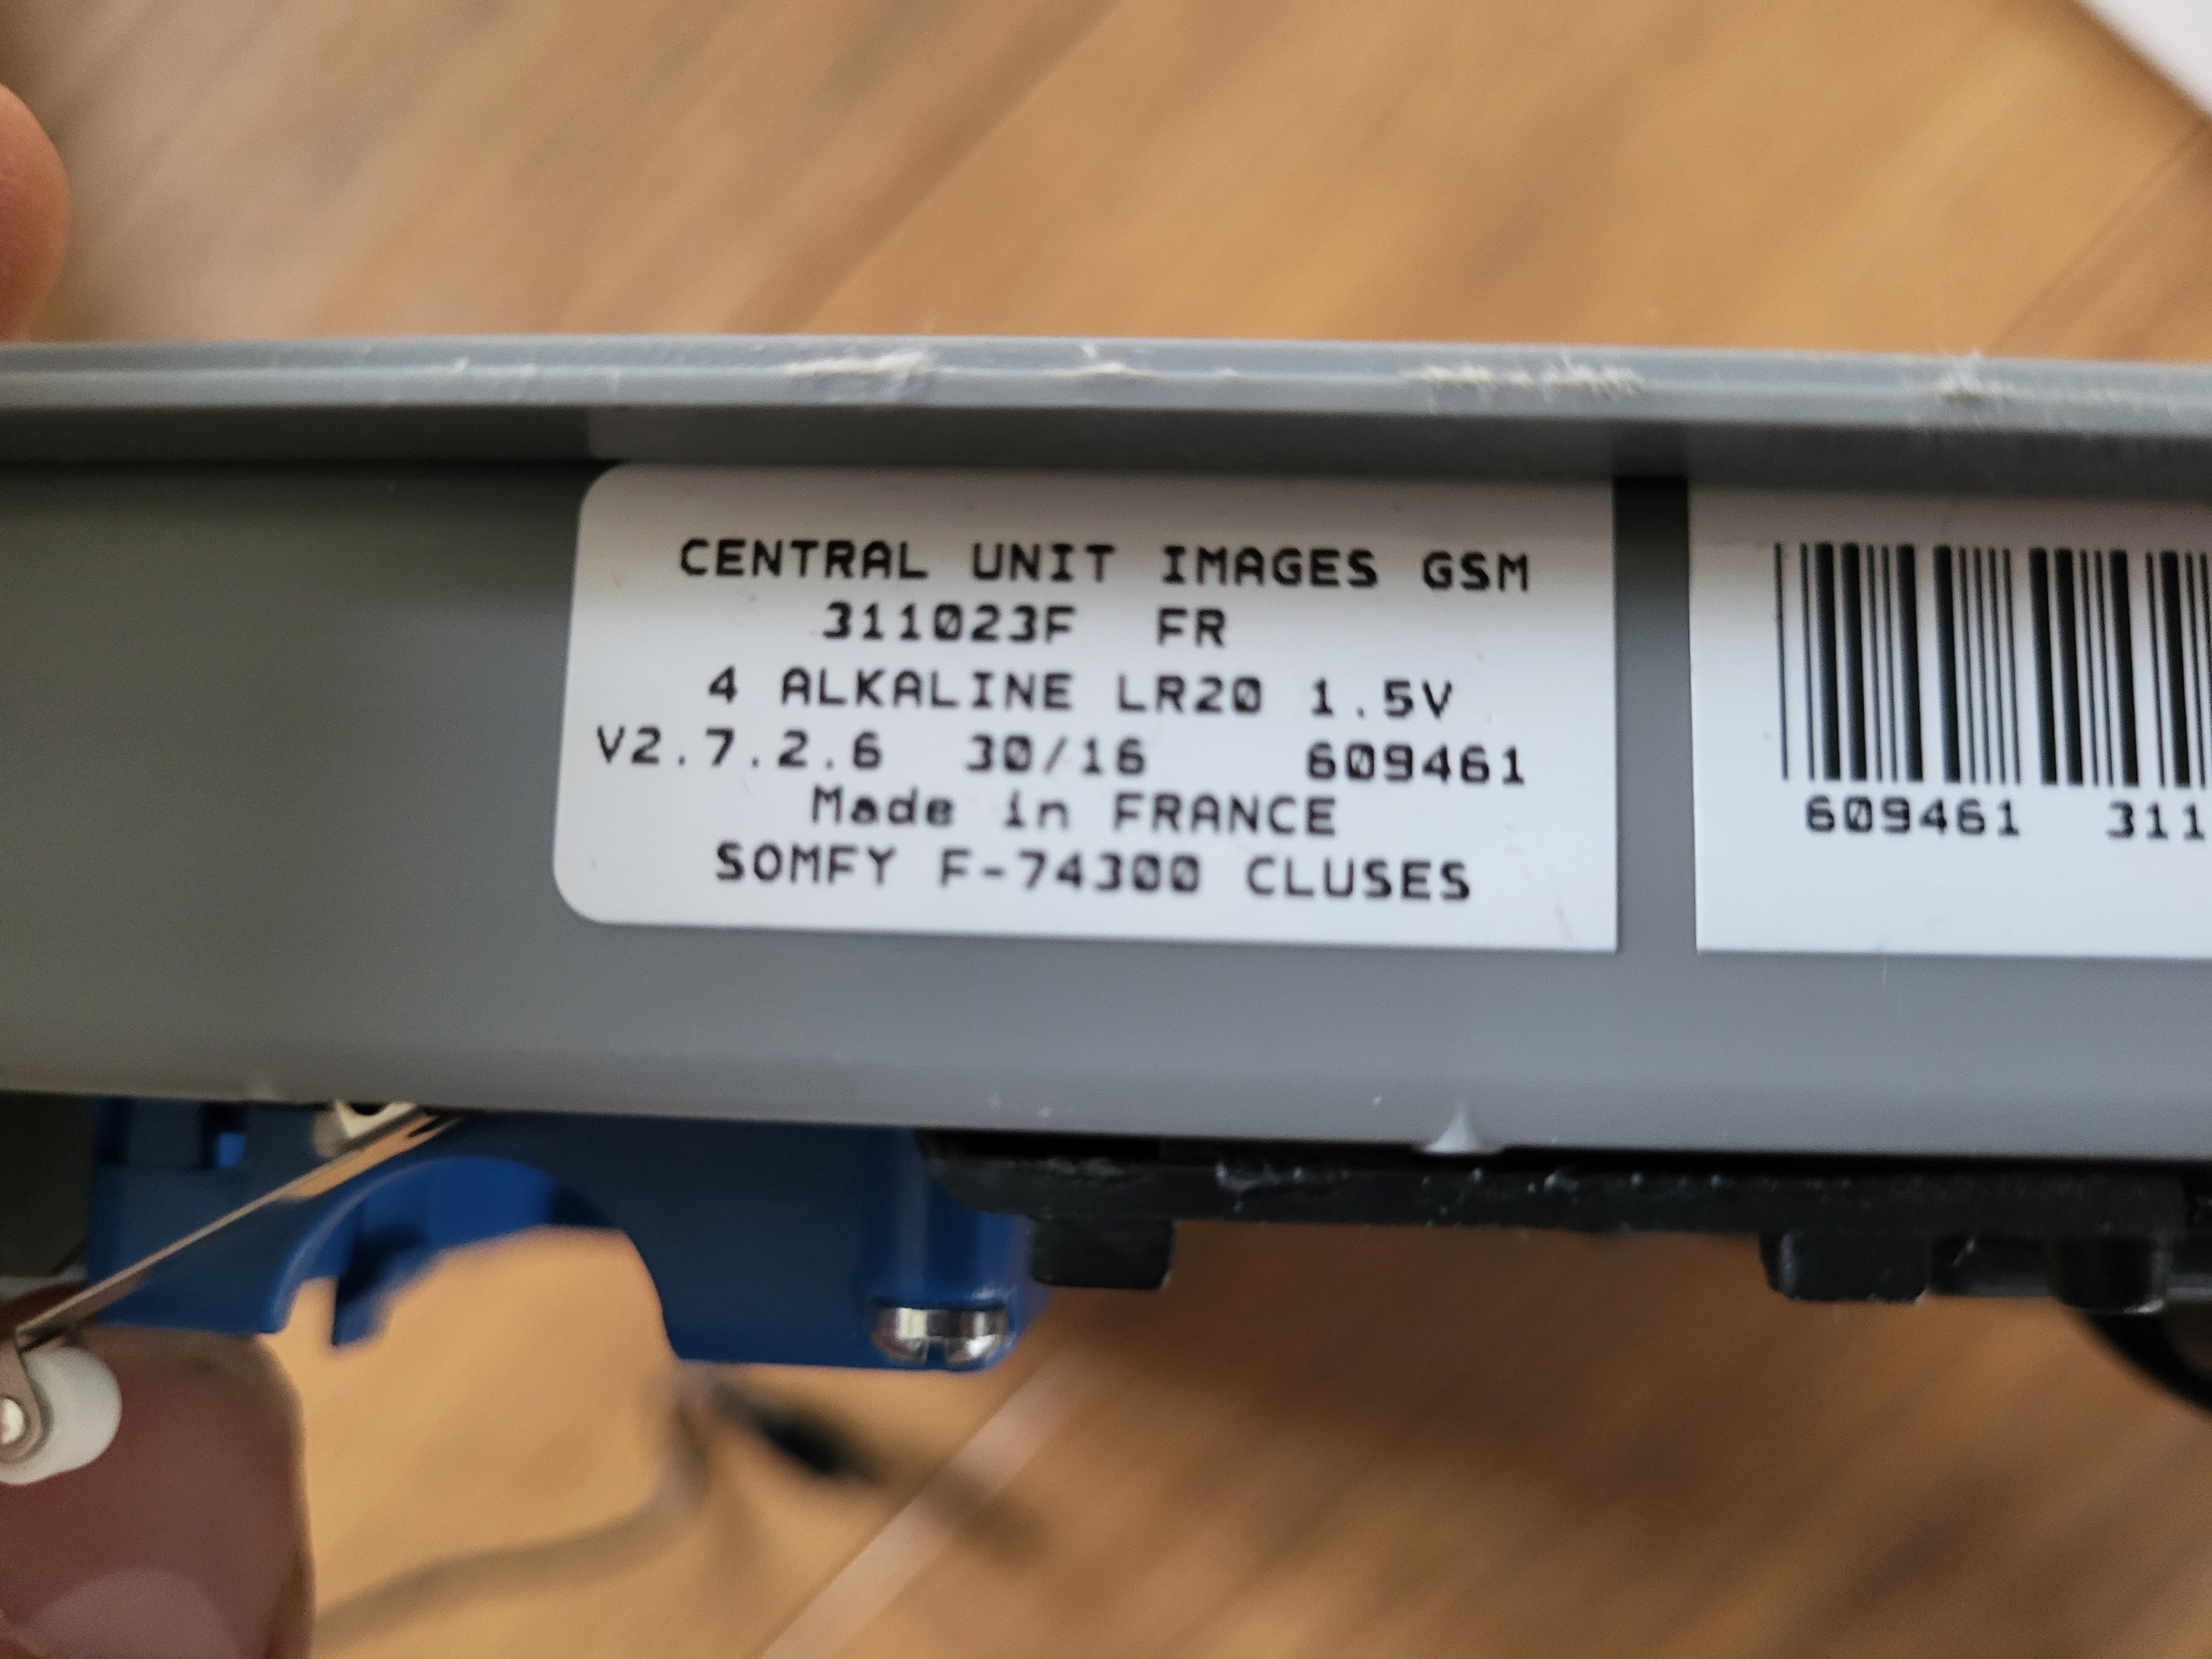 CENTRAL UNIT IMAGES GSM
311023F FR
4 ALKALINE LR20 1.5V
V2.7.2.6 30/16 609461
Made in FRANCE
SOMFY F-74300 CLUSES
609461 311